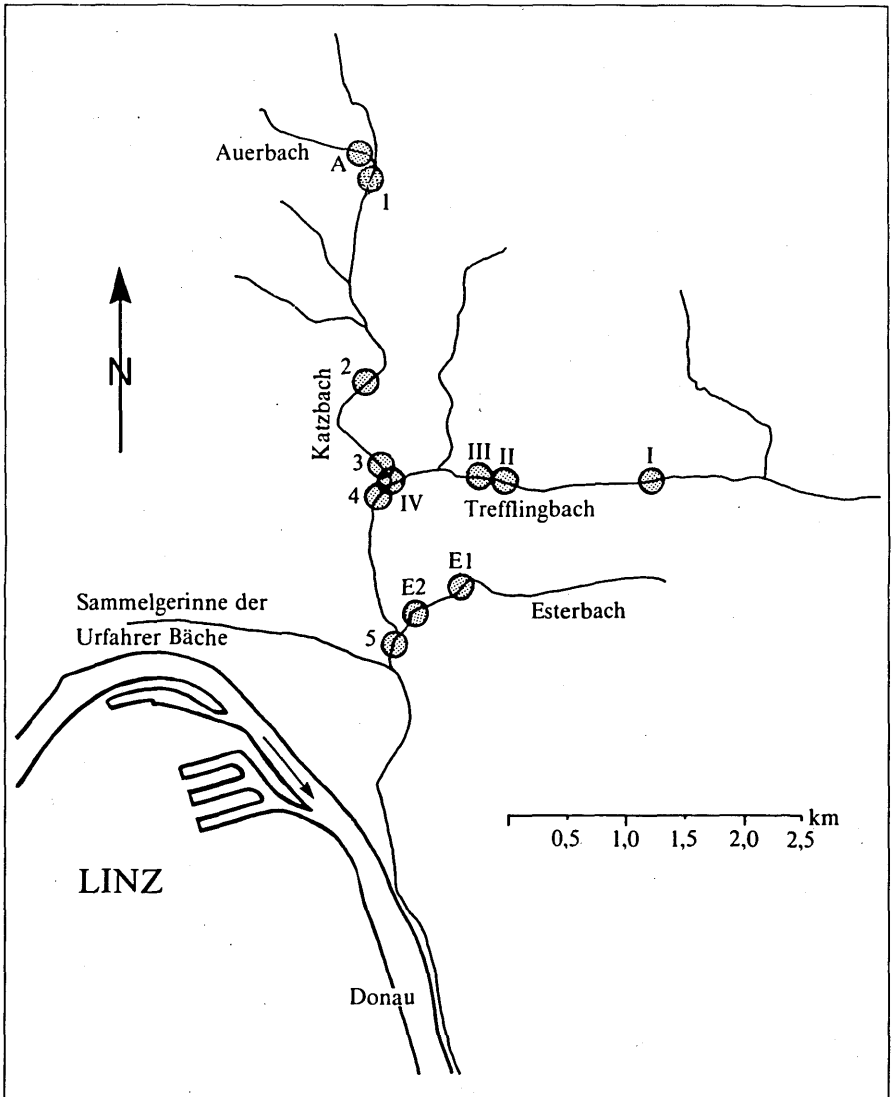 Auerbach
A
1
N
2
Katzbach
3
III
II
I
4
IV
Trefflingbach
E1
E2
Esterbach
Sammelgerinne der
Urfahrer Bäche
5
km
0,5 1,0 1,5 2,0 2,5
LINZ
Donau